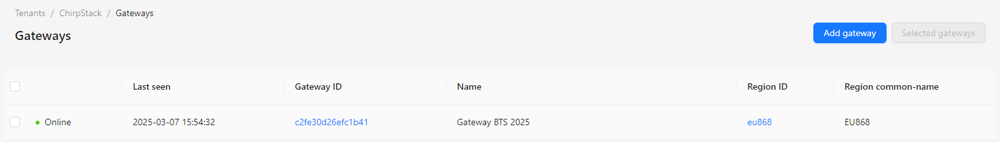 Tenants / ChirpStack / Gateways
Gateways
Add gateway
Selected gateways
Last seen Gateway ID Name Region ID Region common-name
Online 2025-03-07 15:54:32 c2fe30d26efc1b41 Gateway BTS 2025 eu868 EU868